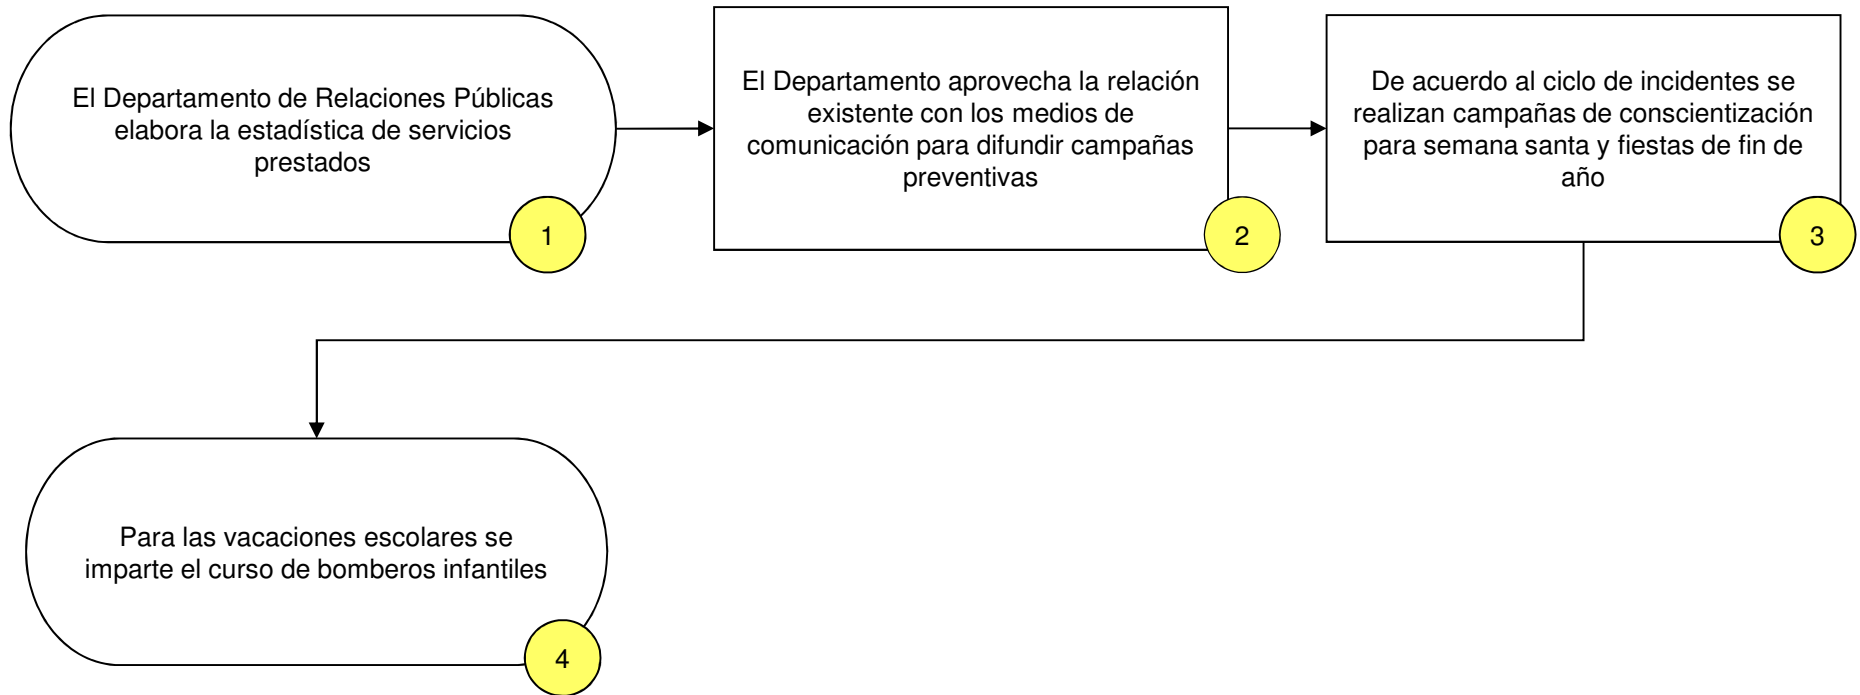 El Departamento de Relaciones Públicas
elabora la estadística de servicios
prestados
1
El Departamento aprovecha la relación
existente con los medios de
comunicación para difundir campañas
preventivas
2
De acuerdo al ciclo de incidentes se
realizan campañas de conscientización
para semana santa y fiestas de fin de
año
3
Para las vacaciones escolares se
imparte el curso de bomberos infantiles
4